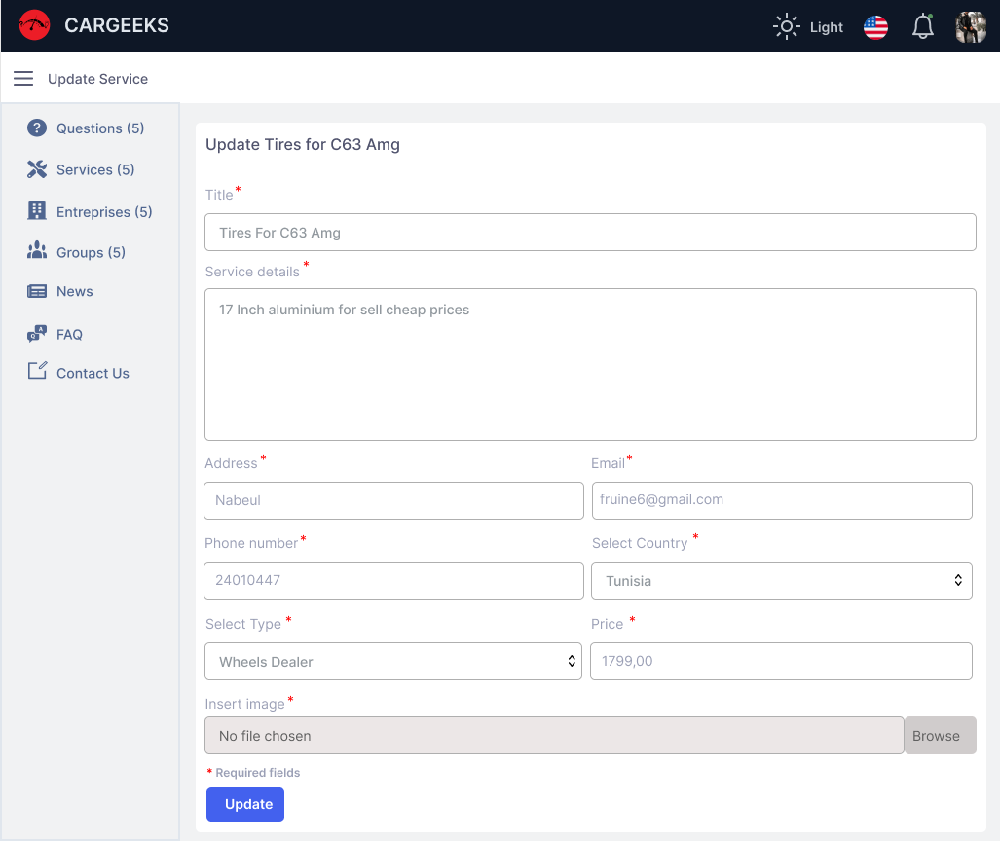 CARGEEKS
Light
Update Service
Questions (5)
Services (5)
Entreprises (5)
Groups (5)
News
FAQ
Contact Us
Update Tires for C63 Amg
Title*
Tires For C63 Amg
Service details *
17 Inch aluminium for sell cheap prices
Address* Email*
Nabeul fruine6@gmail.com
Phone number* Select Country *
24010447 Tunisia
Select Type * Price *
Wheels Dealer 1799,00
Insert image*
No file chosen Browse
* Required fields
Update